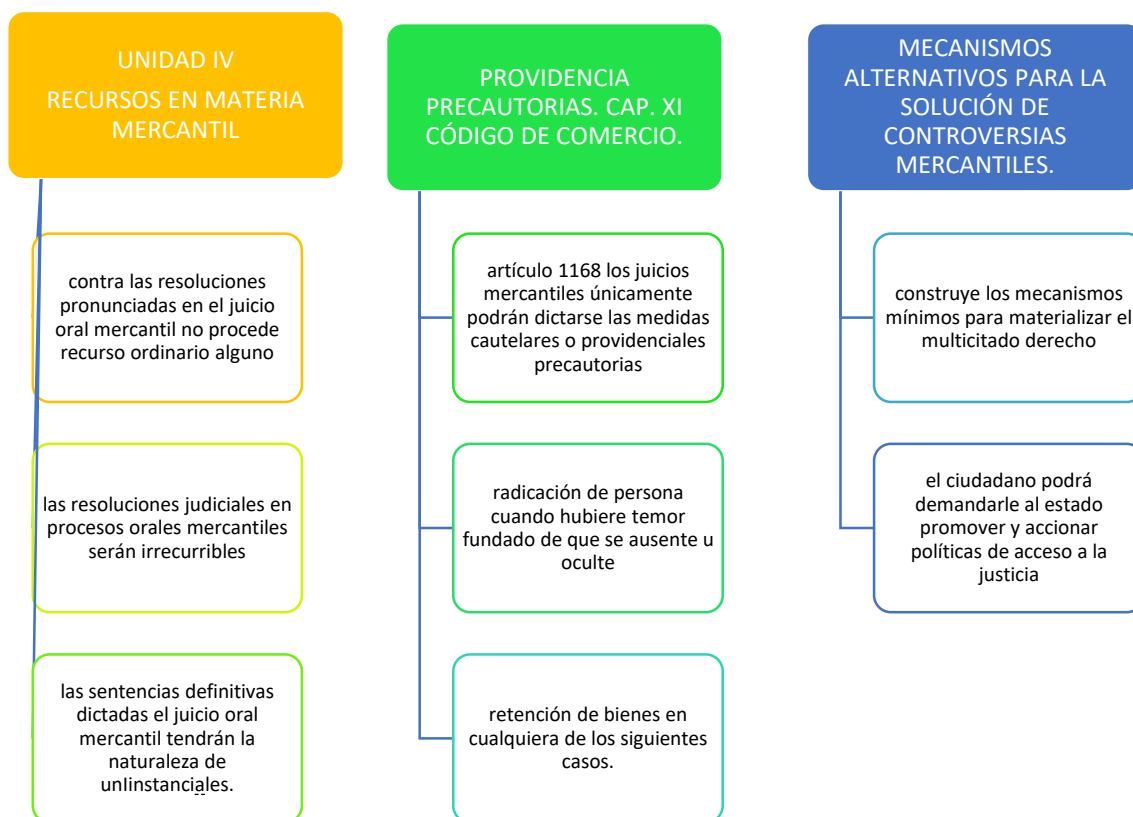 UNIDAD IV
RECURSOS EN MATERIA
MERCANTIL
contra las resoluciones
pronunciadas en el juicio
oral mercantil no procede
recurso ordinario alguno
las resoluciones judiciales en
procesos orales mercantiles
serán irrecurribles
las sentencias definitivas
dictadas el juicio oral
mercantil tendrán la
naturaleza de
unIinstanciales.
PROVIDENCIA
PRECAUTORIAS. CAP. XI
CÓDIGO DE COMERCIO.
artículo 1168 los juicios
mercantiles únicamente
podrán dictarse las medidas
cautelares o providenciales
precautorias
radicación de persona
cuando hubiere temor
fundado de que se ausente u
oculte
retención de bienes en
cualquiera de los siguientes
casos.
MECANISMOS
ALTERNATIVOS PARA LA
SOLUCIÓN DE
CONTROVERSIAS
MERCANTILES.
construye los mecanismos
mínimos para materializar el
multicitado derecho
el ciudadano podrá
demandarle al estado
promover y accionar
políticas de acceso a la
justicia